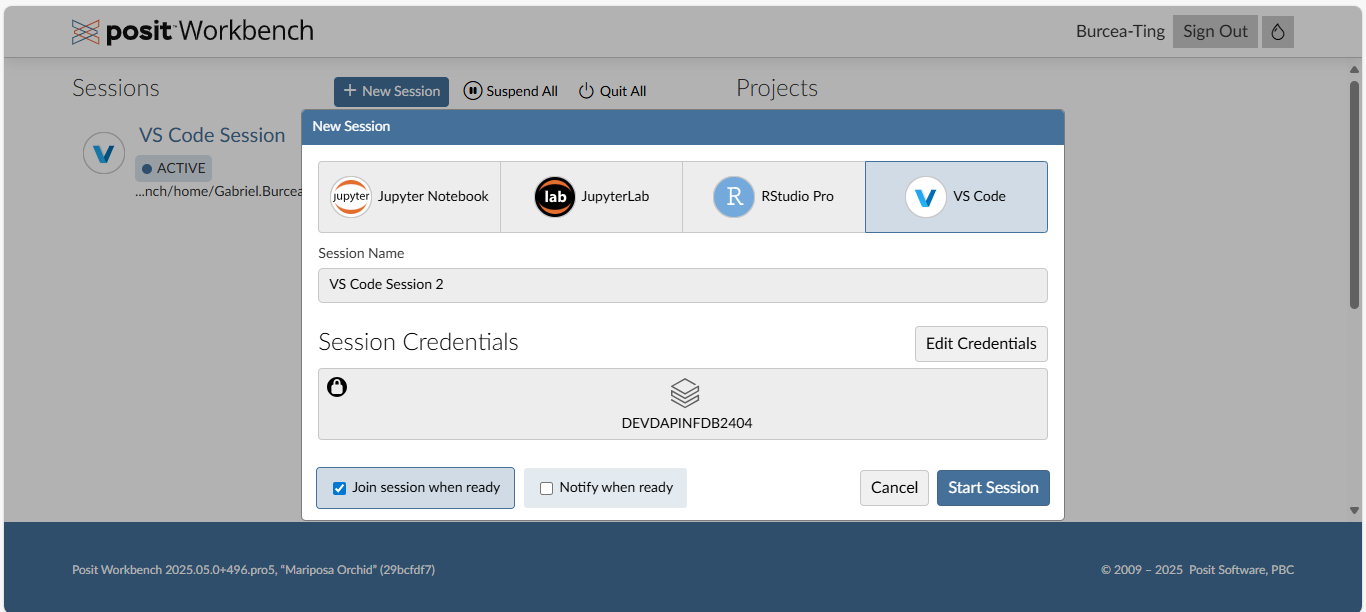 posit™ Workbench
Burcea-Ting
Sign Out
Sessions
+ New Session
Suspend All
Quit All
Projects
VS Code Session
ACTIVE
...nch/home/Gabriel.Burcea
New Session
jupyter
Jupyter Notebook
lab
JupyterLab
R
RStudio Pro
VS Code
Session Name
VS Code Session 2
Session Credentials
Edit Credentials
DEVDAPINFDB2404
Join session when ready
Notify when ready
Cancel
Start Session
Posit Workbench 2025.05.0+496.pro5, “Mariposa Orchid” (29bcfdf7)
© 2009 – 2025 Posit Software, PBC